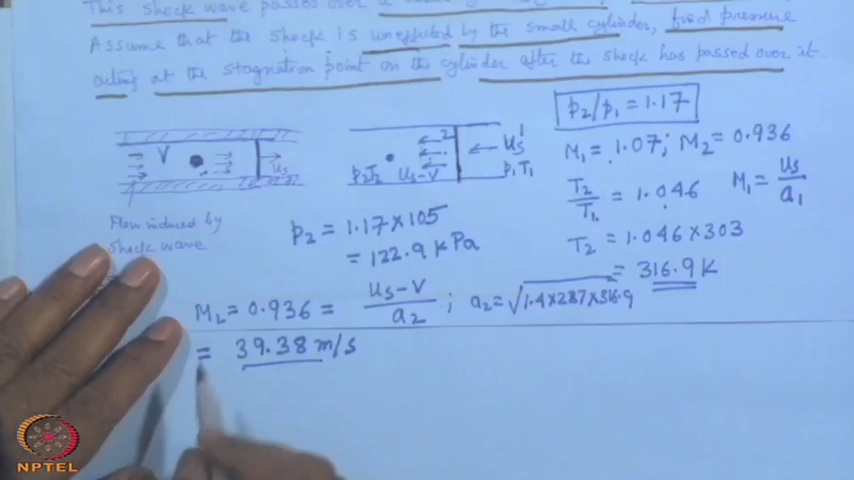 This shock wave passes over a
Assume that the shock is uneffected by the small cylinder, find pressure
acting at the stagnation point on the cylinder after the shock has passed over it.
p₂/p₁ = 1.17
V
Us
2
1
Us
p₂T₂
Us-V
p₁T₁
M₁ = 1.07; M₂ = 0.936
T₂/T₁ = 1.046
M₁ = Us/a₁
Flow induced by
shock wave
p₂ = 1.17×105
= 122.9 kPa
T₂ = 1.046×303
= 316.9 K
M₂ = 0.936 = Us-V/a₂ ; a₂ = √1.4×287×316.9
= 39.38 m/s
NPTEL